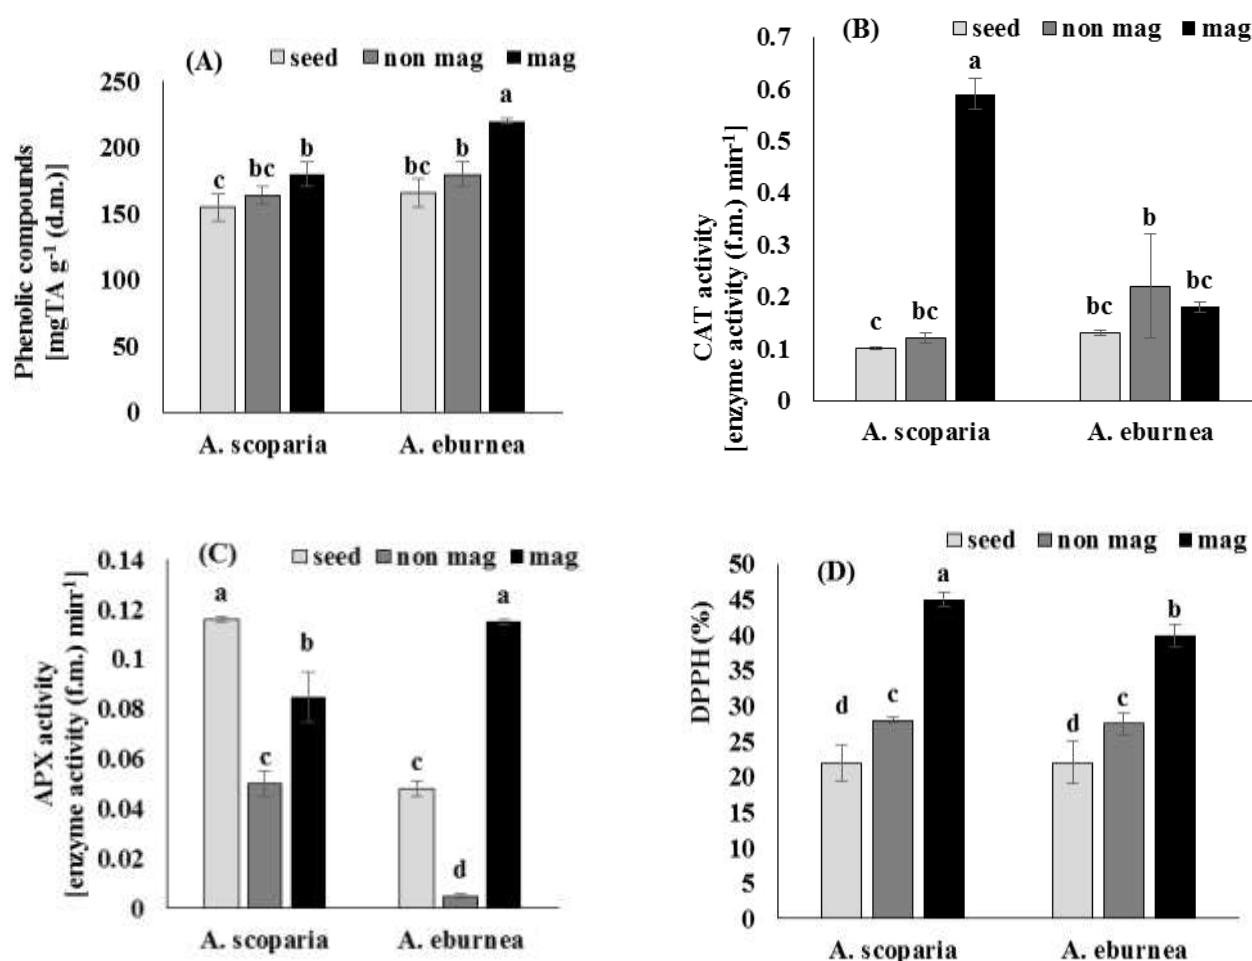 (A) seed non mag mag
250
200
150
100
50
0
Phenolic compounds
[mgTA g⁻¹ (d.m.)]
c bc b bc b a
A. scoparia A. eburnea
(B) seed non mag mag
0.7
0.6
0.5
0.4
0.3
0.2
0.1
0
CAT activity
[enzyme activity (f.m.) min⁻¹]
c bc a bc b bc
A. scoparia A. eburnea
(C) seed non mag mag
0.14
0.12
0.1
0.08
0.06
0.04
0.02
0
APX activity
[enzyme activity (f.m.) min⁻¹]
a c b c d a
A. scoparia A. eburnea
(D) seed non mag mag
50
45
40
35
30
25
20
15
10
5
0
DPPH (%)
d c a d c b
A. scoparia A. eburnea